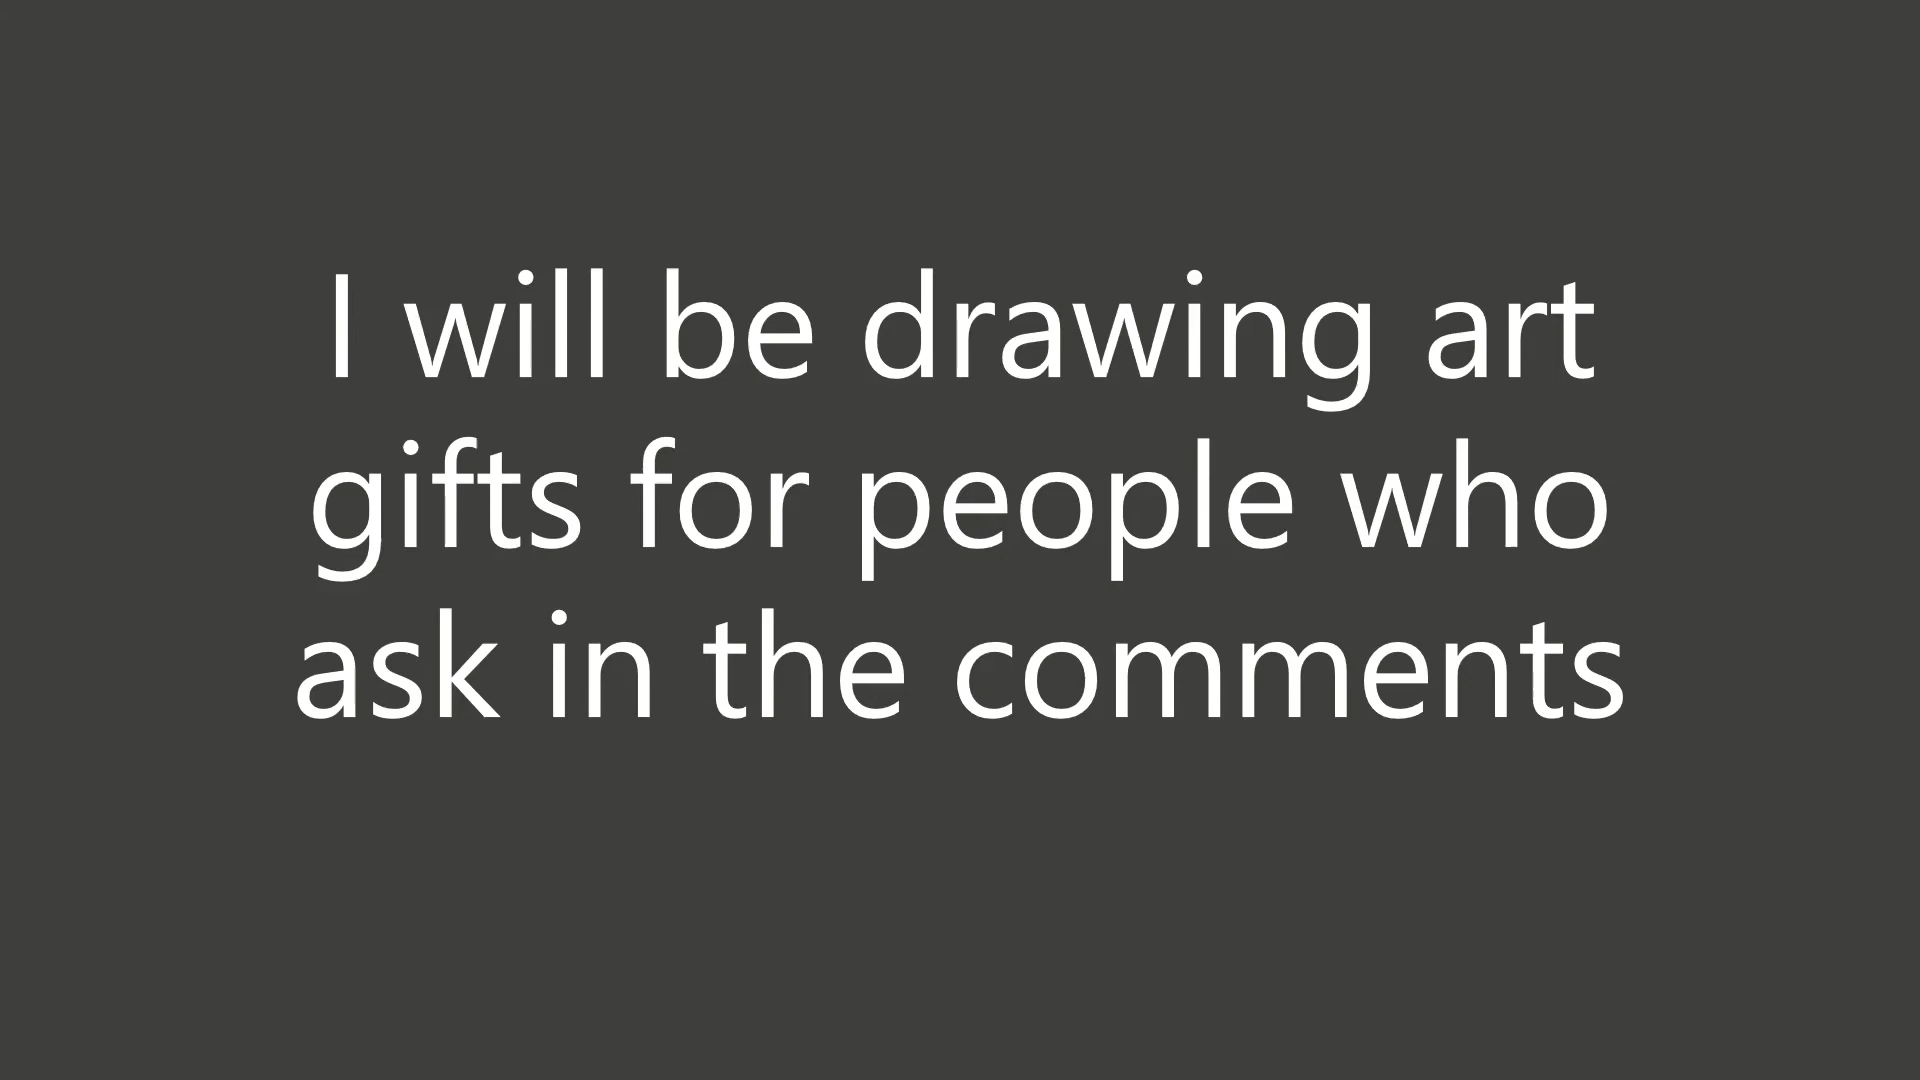 I will be drawing art
gifts for people who
ask in the comments